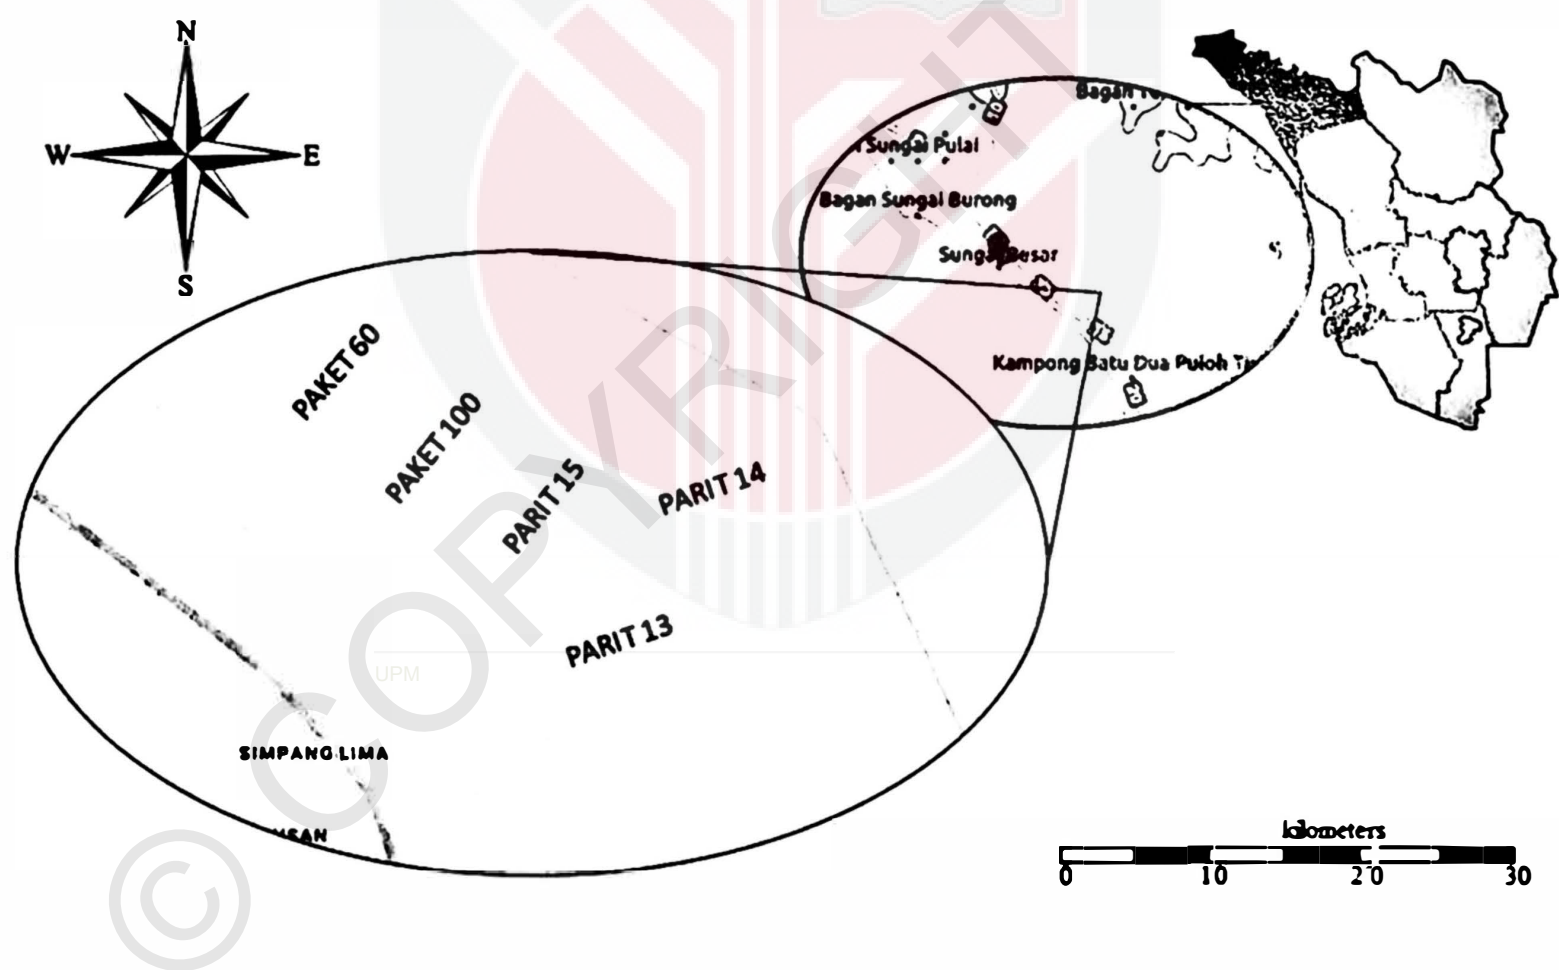 N
W
E
S
Bagan
Sungai Pulai
Bagan Sungai Burong
Sungai Besar
Kampong Batu Dua Puloh
PAKET 60
PAKET 100
PARIT 15
PARIT 14
PARIT 13
SIMPANG LIMA
kilometers
0 10 20 30
© COPYRIGHT
UPM